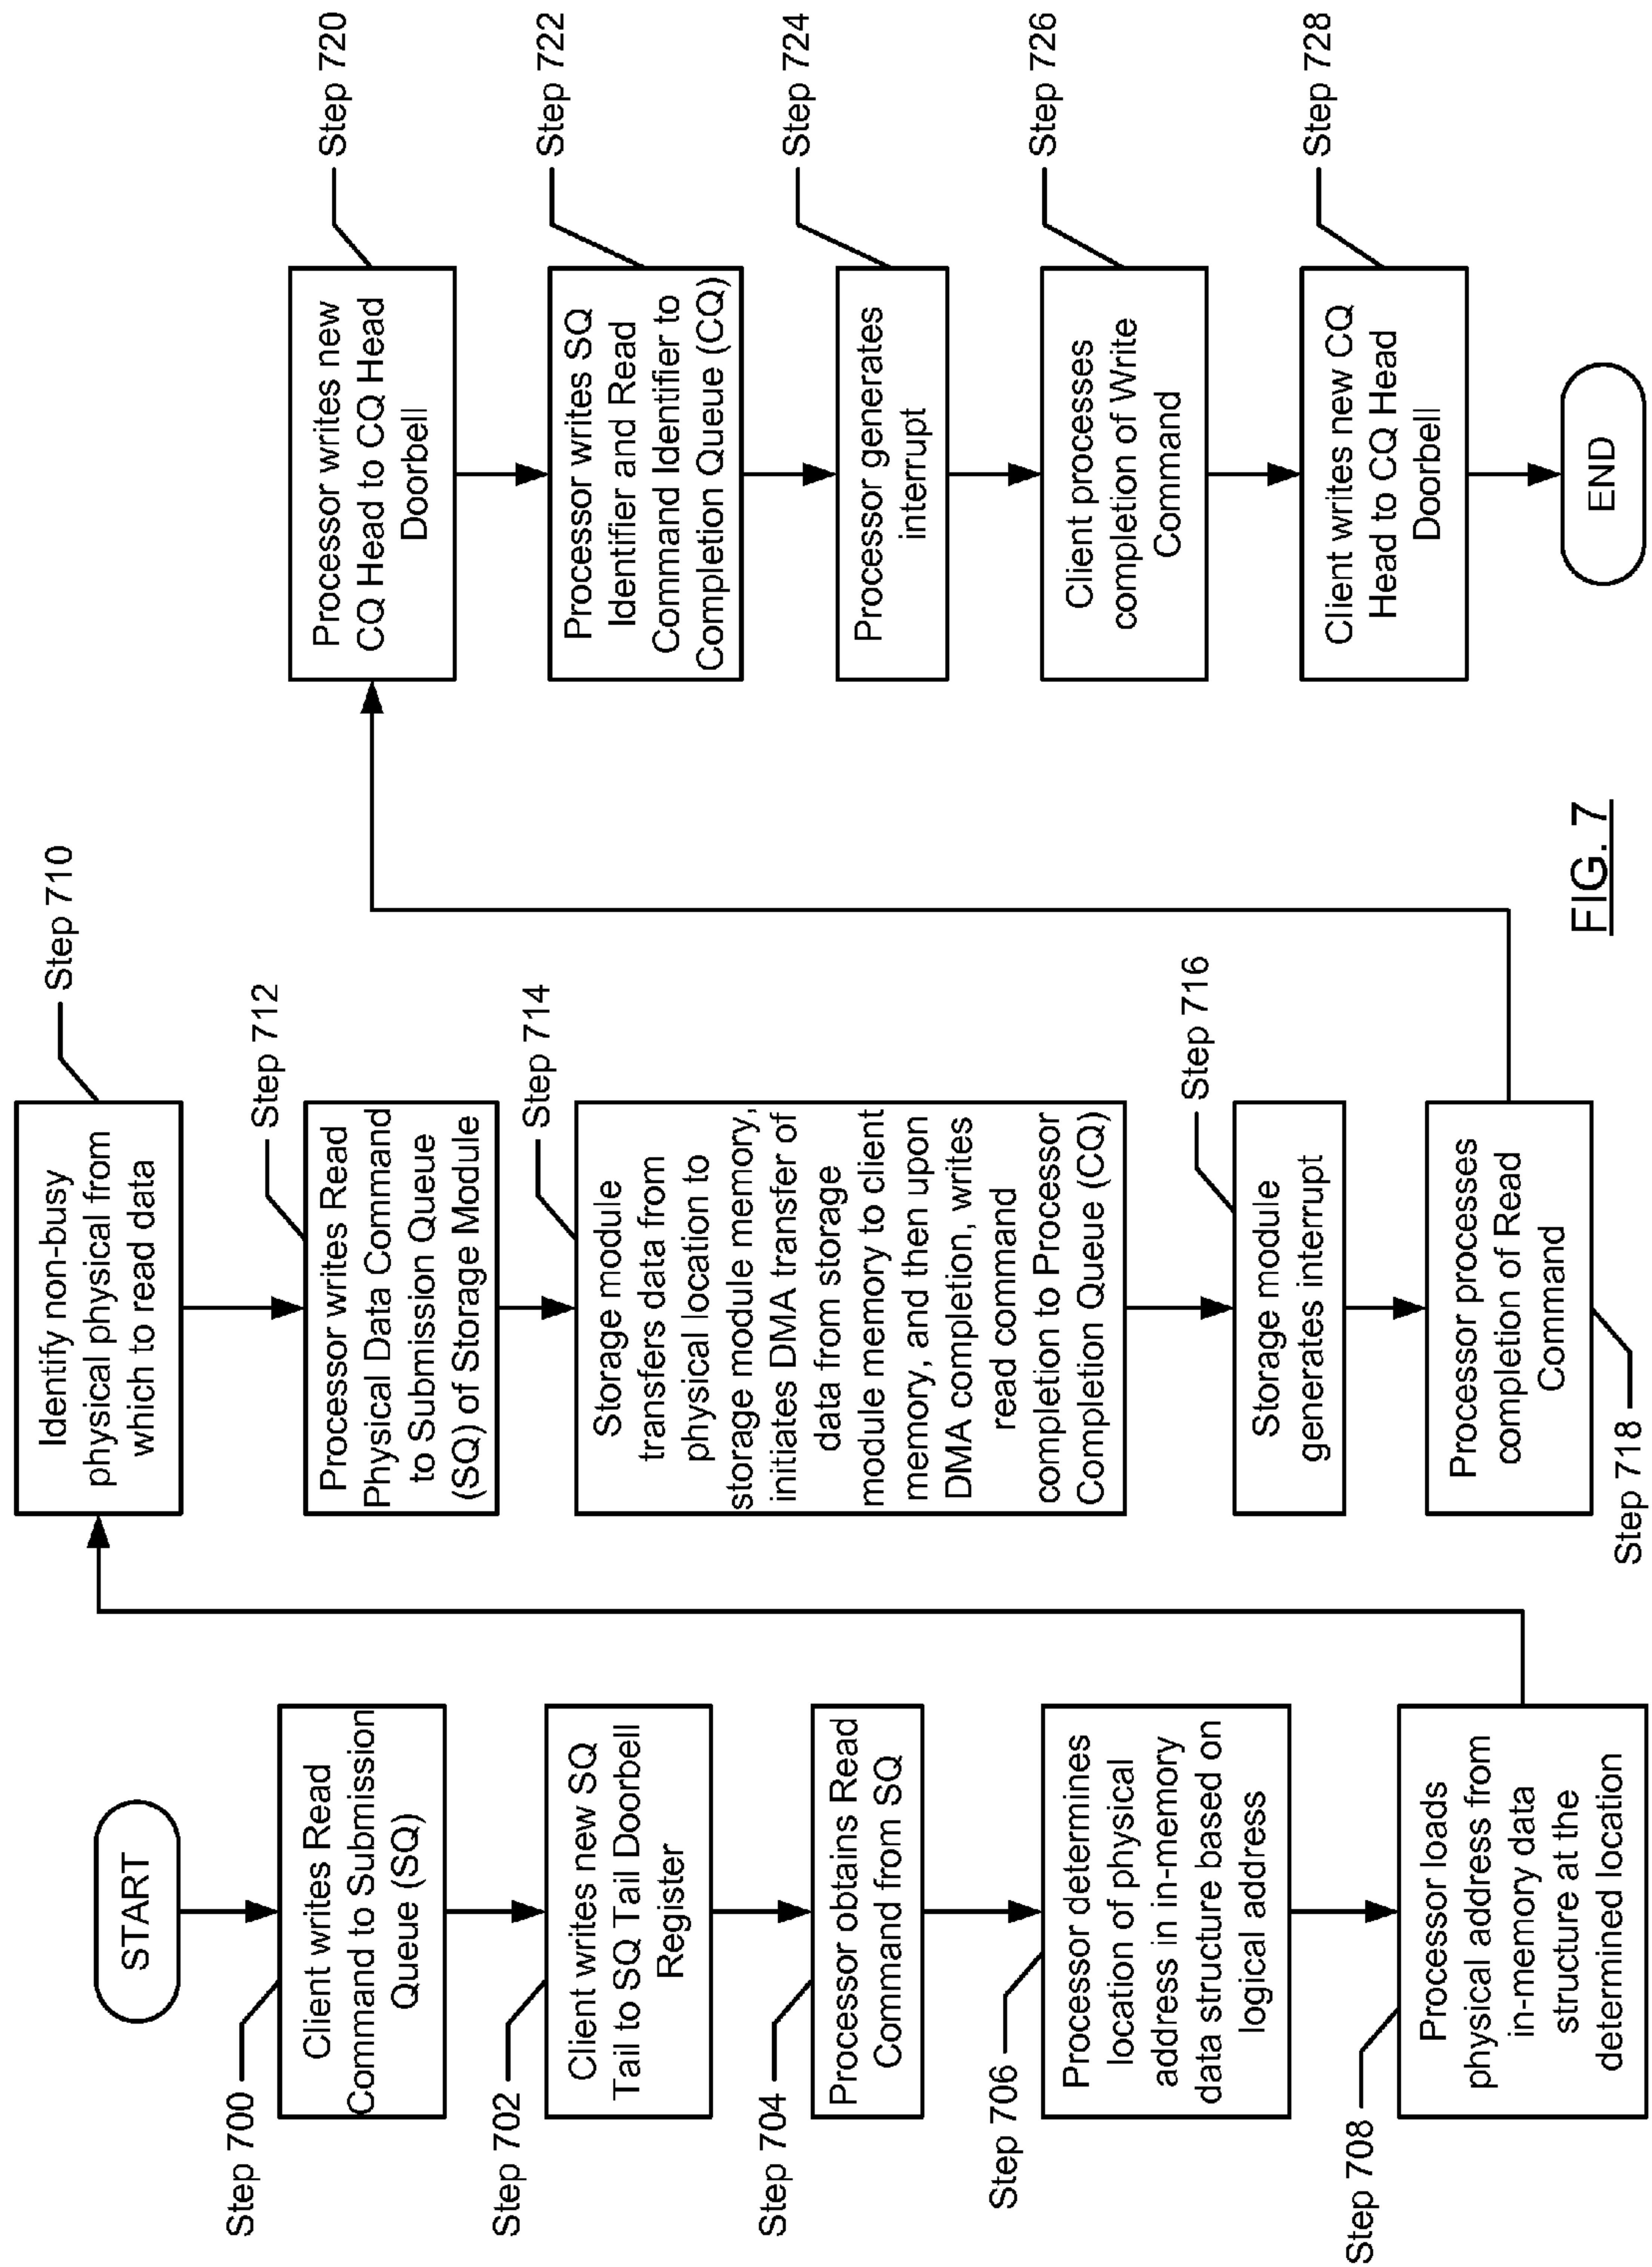 START
Step 700
Client writes Read
Command to Submission
Queue (SQ)
Step 702
Client writes new SQ
Tail to SQ Tail Doorbell
Register
Step 704
Processor obtains Read
Command from SQ
Step 706
Processor determines
location of physical
address in in-memory
data structure based on
logical address
Step 708
Processor loads
physical address from
in-memory data
structure at the
determined location
Step 710
Identify non-busy
physical physical from
which to read data
Step 712
Processor writes Read
Physical Data Command
to Submission Queue
(SQ) of Storage Module
Step 714
Storage module
transfers data from
physical location to
storage module memory,
initiates DMA transfer of
data from storage
module memory to client
memory, and then upon
DMA completion, writes
read command
completion to Processor
Completion Queue (CQ)
Step 716
Storage module
generates interrupt
Processor processes
completion of Read
Command
Step 718
Step 720
Processor writes new
CQ Head to CQ Head
Doorbell
Step 722
Processor writes SQ
Identifier and Read
Command Identifier to
Completion Queue (CQ)
Step 724
Processor generates
interrupt
Step 726
Client processes
completion of Write
Command
Step 728
Client writes new CQ
Head to CQ Head
Doorbell
END
FIG. 7